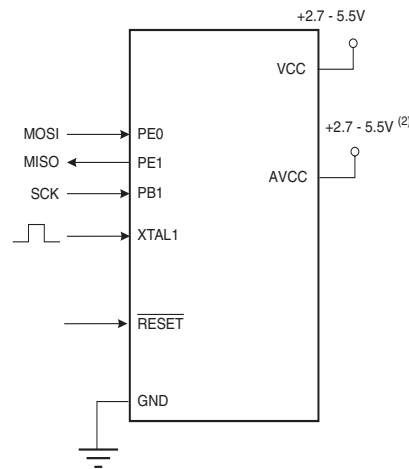 +2.7 - 5.5V
VCC
+2.7 - 5.5V (2)
MOSI PE0
MISO PE1
AVCC
SCK PB1
XTAL1
RESET
GND